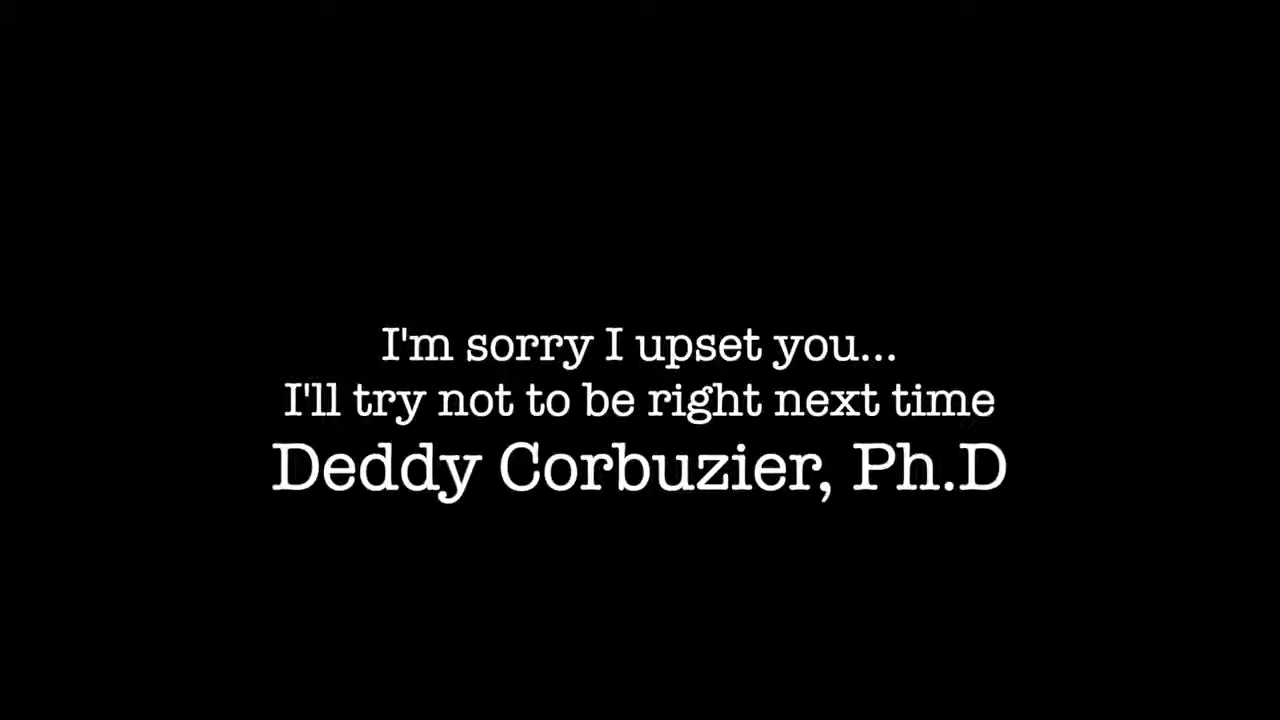 I'm sorry I upset you...
I'll try not to be right next time
Deddy Corbuzier, Ph.D